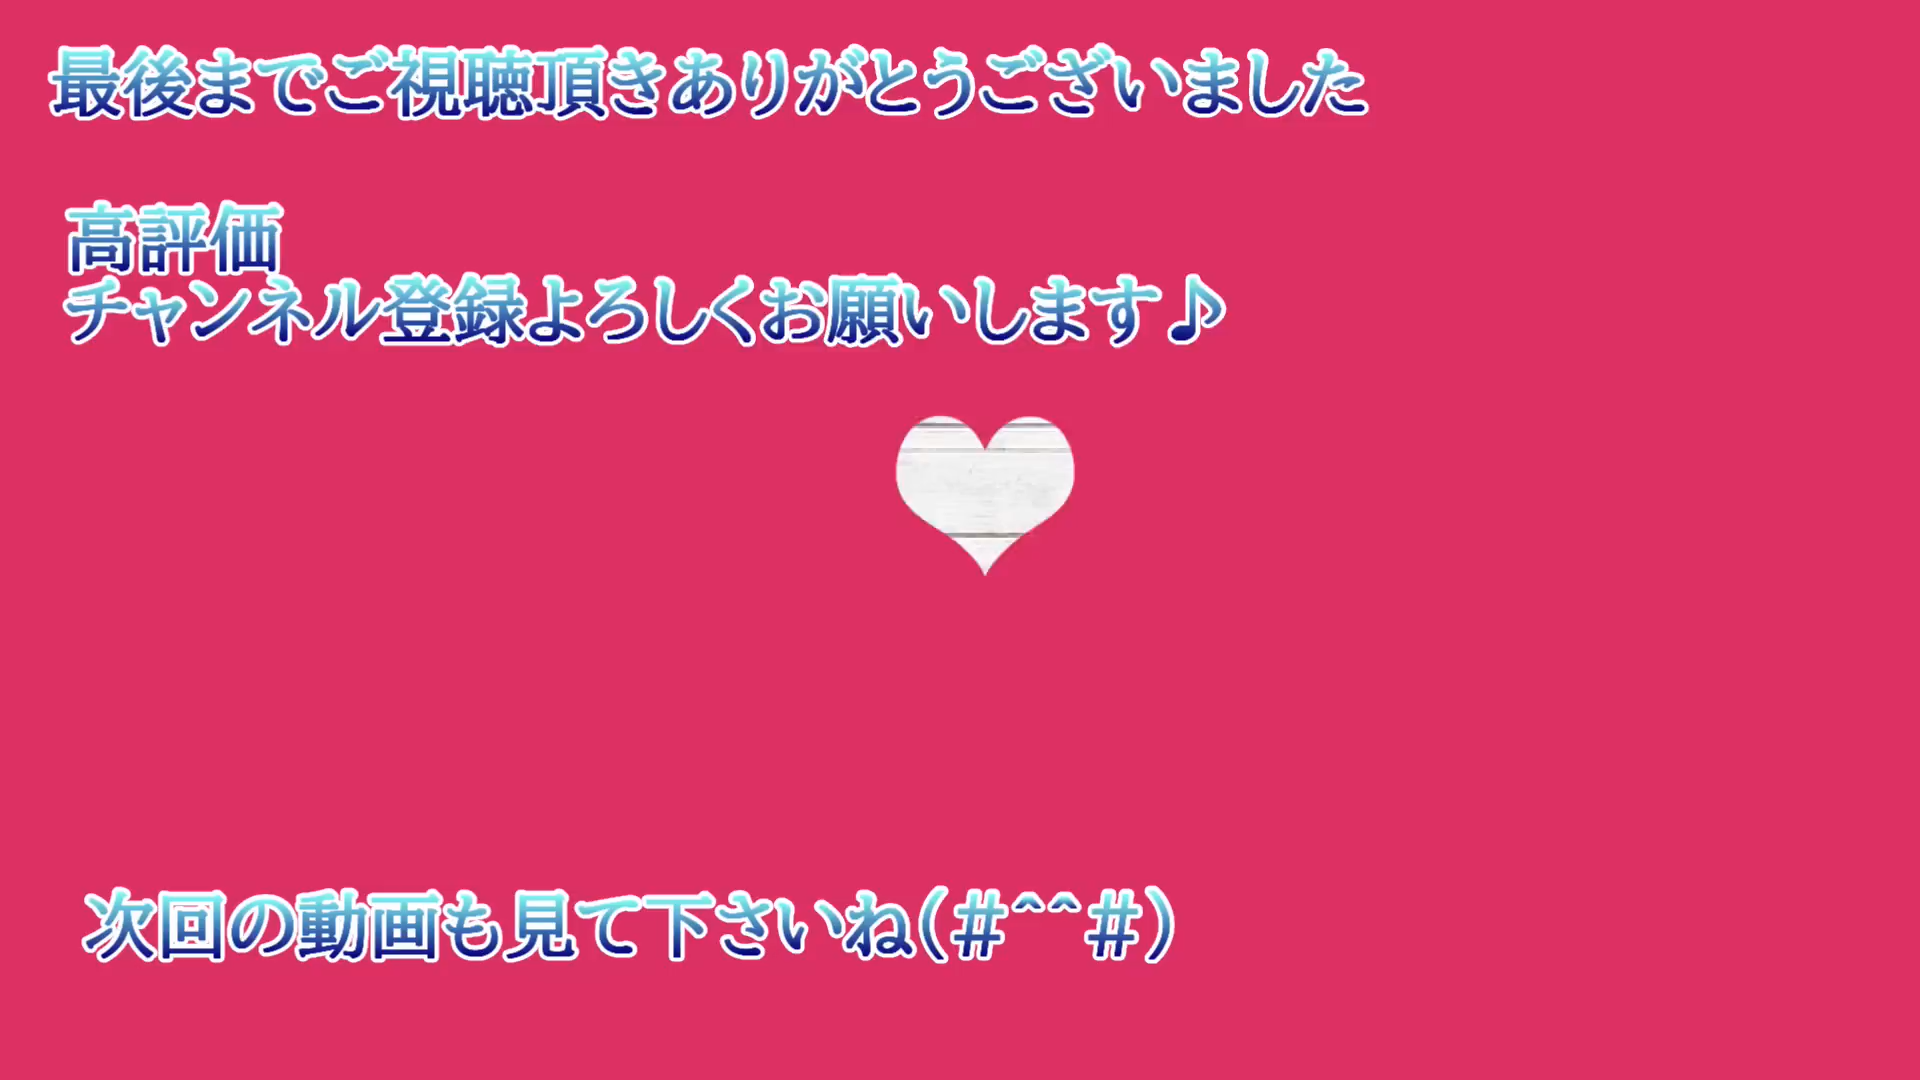 最後までご視聴頂きありがとうございました
高評価
チャンネル登録よろしくお願いします♪
次回の動画も見て下さいね(#^^#)